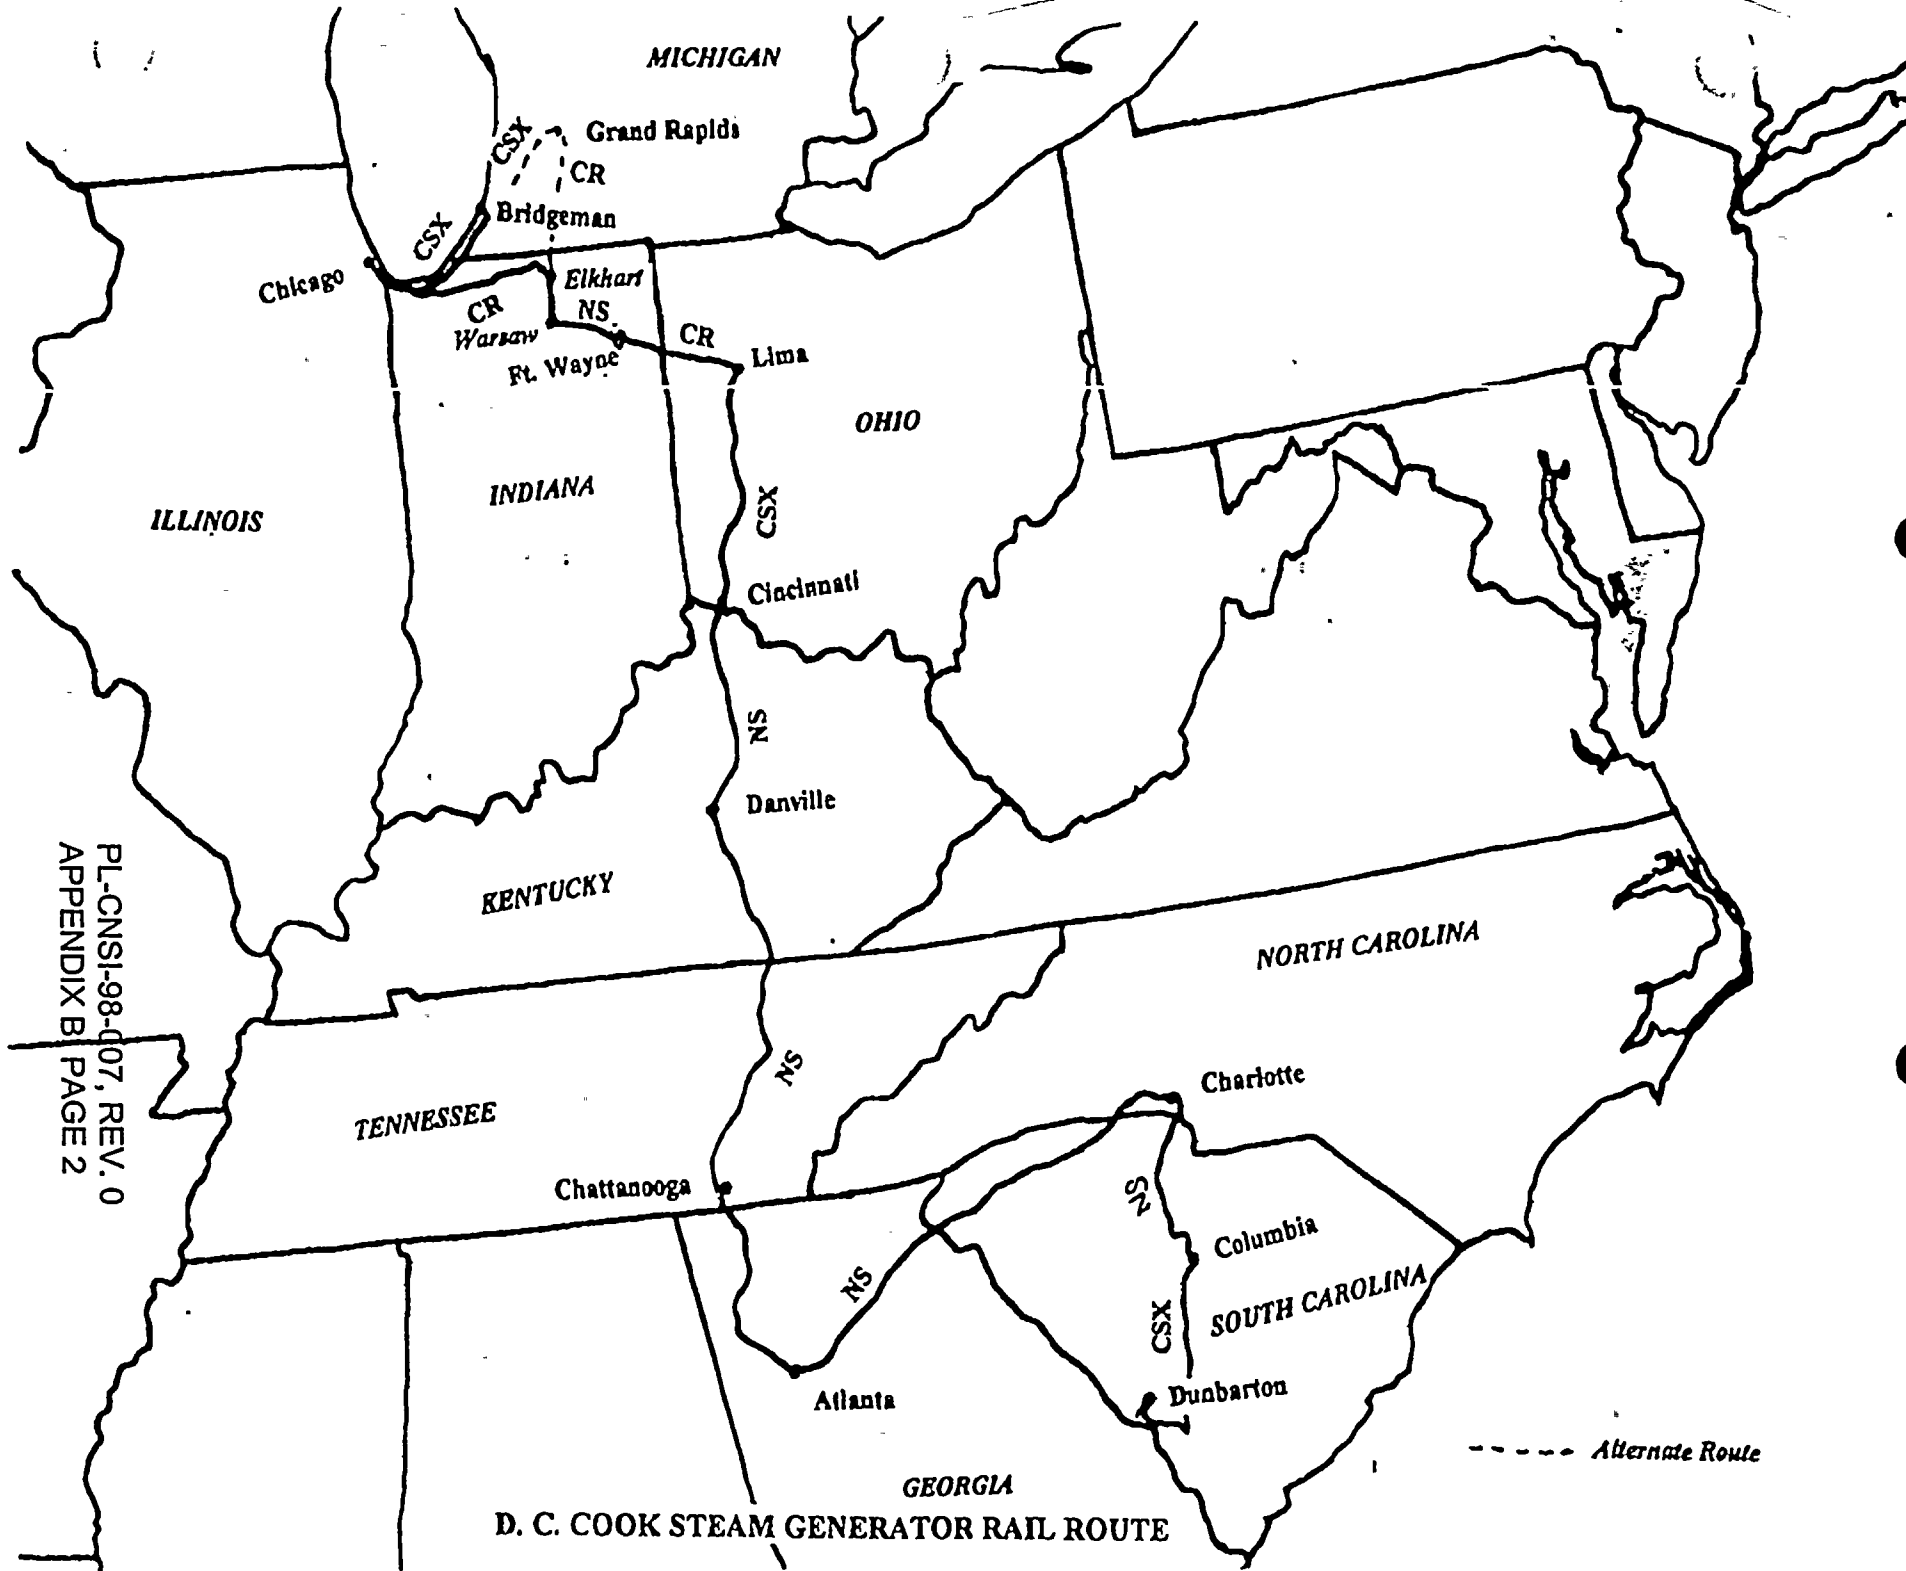 MICHIGAN
CSX
Grand Rapids
CR
Bridgeman
CSX
Chicago
Elkhart
CR
NS
Warsaw
CR
Ft. Wayne
Lima
OHIO
INDIANA
ILLINOIS
CSX
Cincinnati
NS
Danville
KENTUCKY
NORTH CAROLINA
NS
Charlotte
TENNESSEE
Chattanooga
NS
Columbia
NS
SOUTH CAROLINA
CSX
Dunbarton
Atlanta
Alternate Route
GEORGIA
D. C. COOK STEAM GENERATOR RAIL ROUTE
PL-CNSI-98-007, REV. 0
APPENDIX B PAGE 2